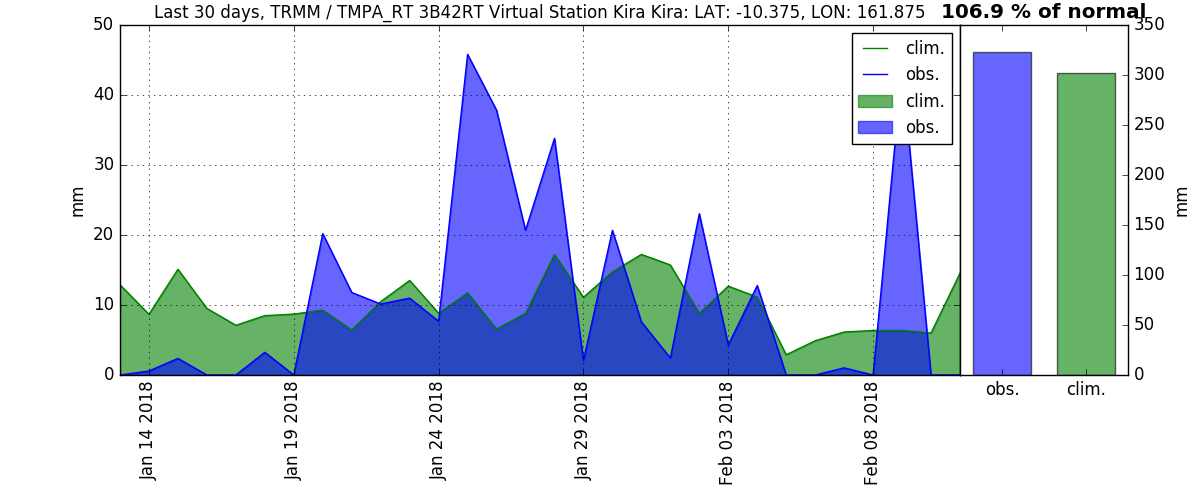 Last 30 days, TRMM / TMPA_RT 3B42RT Virtual Station Kira Kira: LAT: -10.375, LON: 161.875
106.9 % of normal
50
40
30
20
10
0
mm
clim.
obs.
clim.
obs.
350
300
250
200
150
100
50
0
mm
Jan 14 2018
Jan 19 2018
Jan 24 2018
Jan 29 2018
Feb 03 2018
Feb 08 2018
obs.
clim.